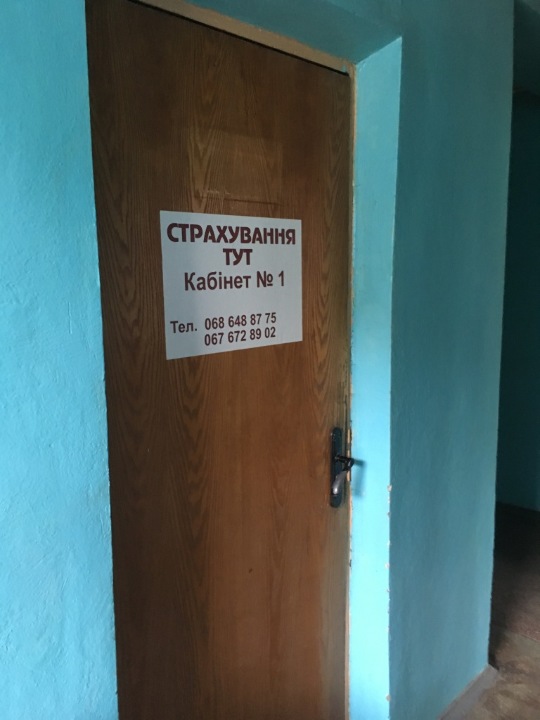 СТРАХУВАННЯ
ТУТ
Кабінет № 1
Тел. 068 648 87 75
067 672 89 02